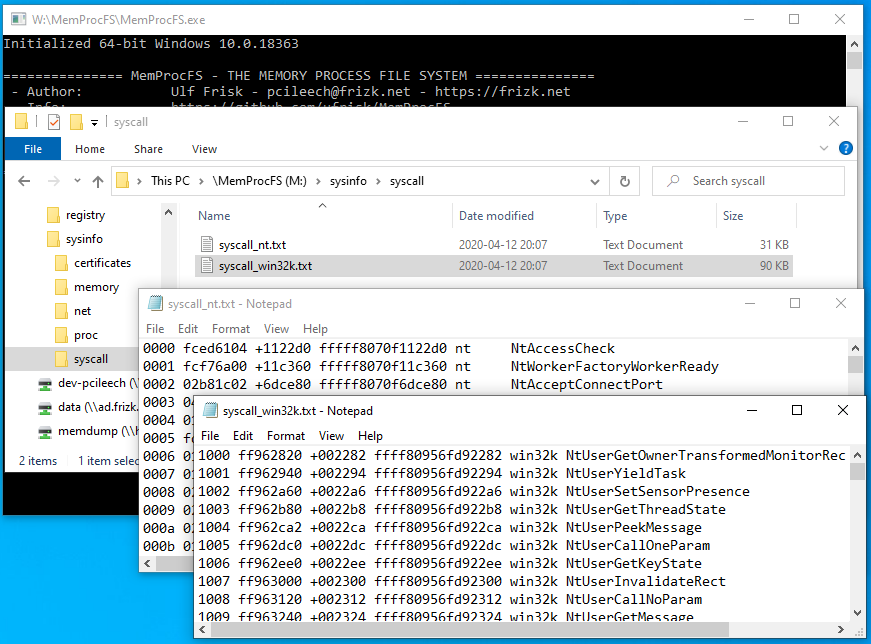 W:\MemProcFS\MemProcFS.exe
Initialized 64-bit Windows 10.0.18363
=============== MemProcFS - THE MEMORY PROCESS FILE SYSTEM ===============
- Author: Ulf Frisk - pcileech@frizk.net - https://frizk.net
- Info: https://github.com/ufrisk/MemProcFS
syscall
File Home Share View
This PC > \MemProcFS (M:) > sysinfo > syscall
Search syscall
registry
sysinfo
certificates
memory
net
proc
syscall
dev-pcileech (\\
data (\\ad.frizk.
memdump (\\
Name Date modified Type Size
syscall_nt.txt 2020-04-12 20:07 Text Document 31 KB
syscall_win32k.txt 2020-04-12 20:07 Text Document 90 KB
2 items 1 item selec
syscall_nt.txt - Notepad
File Edit Format View Help
0000 fced6104 +1122d0 fffff8070f1122d0 nt NtAccessCheck
0001 fcf76a00 +11c360 fffff8070f11c360 nt NtWorkerFactoryWorkerReady
0002 02b81c02 +6dce80 fffff8070f6dce80 nt NtAcceptConnectPort
0003
0004
0005
0006
0007
0008
0009
000a
000b
syscall_win32k.txt - Notepad
File Edit Format View Help
1000 ff962820 +002282 ffff80956fd92282 win32k NtUserGetOwnerTransformedMonitorRec
1001 ff962940 +002294 ffff80956fd92294 win32k NtUserYieldTask
1002 ff962a60 +0022a6 ffff80956fd922a6 win32k NtUserSetSensorPresence
1003 ff962b80 +0022b8 ffff80956fd922b8 win32k NtUserGetThreadState
1004 ff962ca2 +0022ca ffff80956fd922ca win32k NtUserPeekMessage
1005 ff962dc0 +0022dc ffff80956fd922dc win32k NtUserCallOneParam
1006 ff962ee0 +0022ee ffff80956fd922ee win32k NtUserGetKeyState
1007 ff963000 +002300 ffff80956fd92300 win32k NtUserInvalidateRect
1008 ff963120 +002312 ffff80956fd92312 win32k NtUserCallNoParam
1009 ff963240 +002324 ffff80956fd92324 win32k NtUserGetMessage